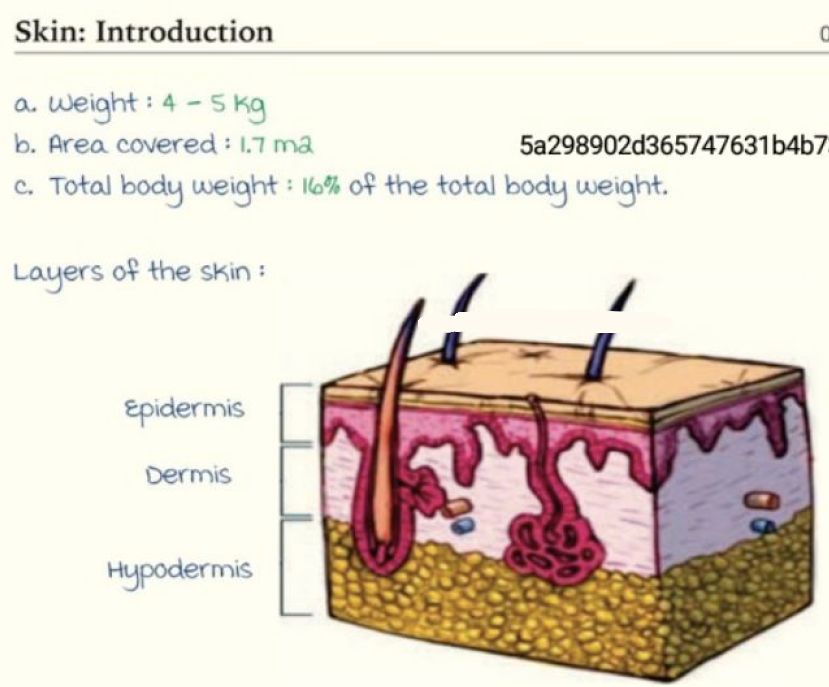 Skin: Introduction
a. Weight : 4 - 5 kg
b. Area covered : 1.7 m2
5a298902d365747631b4b7
c. Total body weight : 16% of the total body weight.
Layers of the skin :
Epidermis
Dermis
Hypodermis